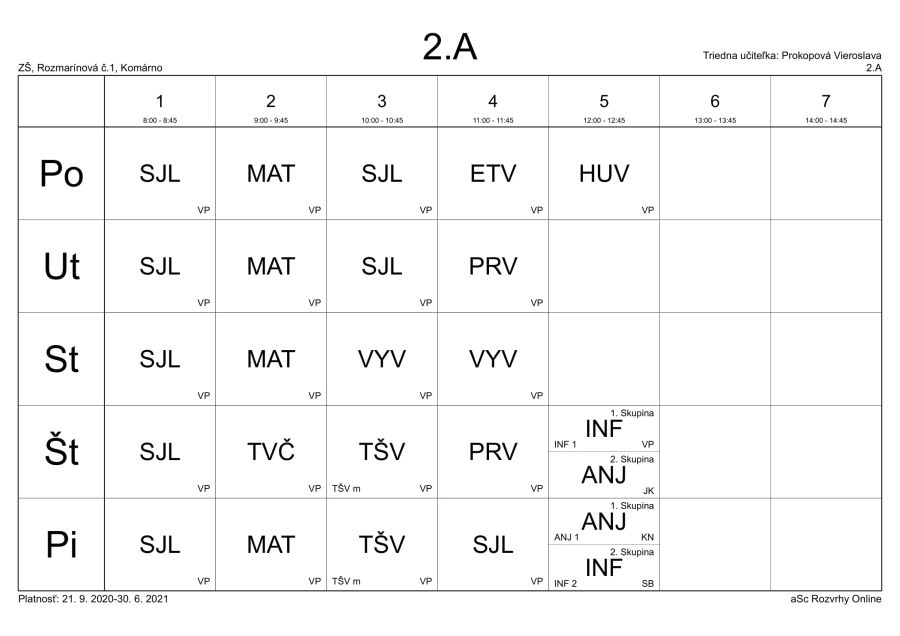 2.A
Triedna učiteľka: Prokopová Vieroslava
ZŠ, Rozmarínová č.1, Komárno
2.A
1 2 3 4 5 6 7
8:00 - 8:45 9:00 - 9:45 10:00 - 10:45 11:00 - 11:45 12:00 - 12:45 13:00 - 13:45 14:00 - 14:45
Po SJL MAT SJL ETV HUV
VP VP VP VP VP
Ut SJL MAT SJL PRV
VP VP VP VP
St SJL MAT VYV VYV
VP VP VP VP
1. Skupina
INF
INF 1 VP
Št SJL TVČ TŠV PRV
2. Skupina
ANJ
VP VP TŠV m VP VP JK
1. Skupina
ANJ
ANJ 1 KN
Pi SJL MAT TŠV SJL
2. Skupina
INF
VP VP TŠV m VP VP INF 2 SB
Platnosť: 21. 9. 2020-30. 6. 2021 aSc Rozvrhy Online